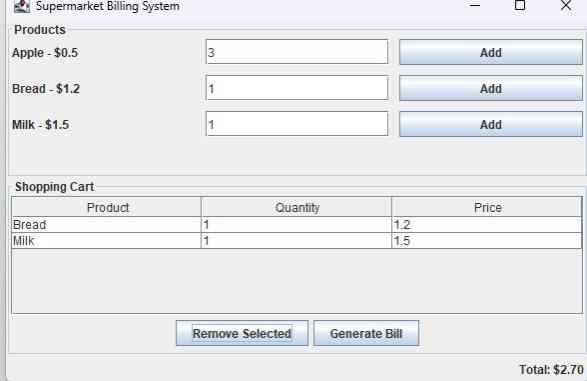 Supermarket Billing System
Products
Apple - $0.5 3 Add
Bread - $1.2 1 Add
Milk - $1.5 1 Add
Shopping Cart
Product Quantity Price
Bread 1 1.2
Milk 1 1.5
Remove Selected Generate Bill
Total: $2.70